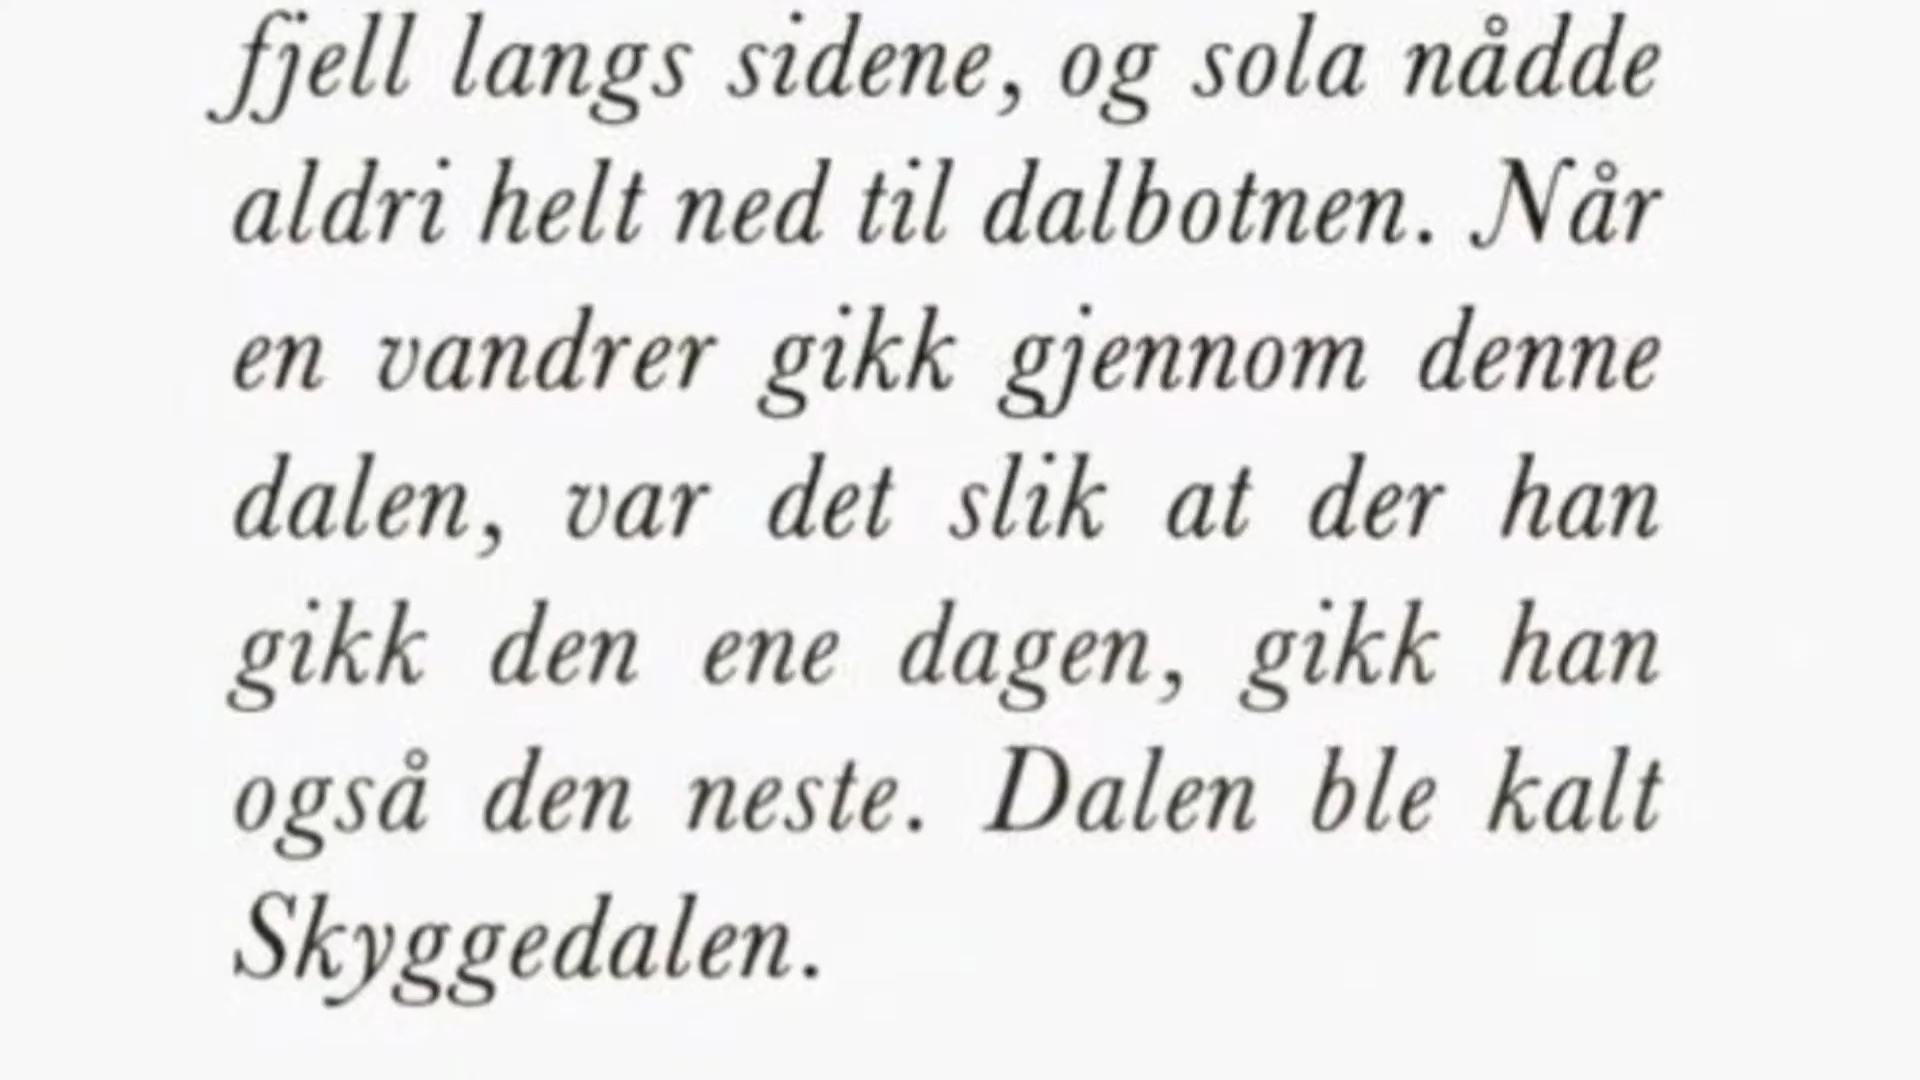 fjell langs sidene, og sola nådde
aldri helt ned til dalbotnen. Når
en vandrer gikk gjennom denne
dalen, var det slik at der han
gikk den ene dagen, gikk han
også den neste. Dalen ble kalt
Skyggedalen.